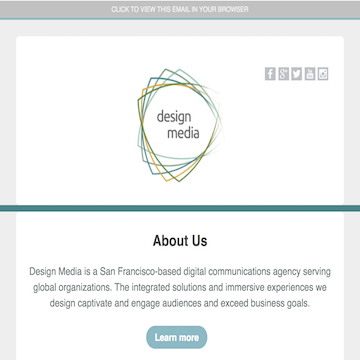 CLICK TO VIEW THIS EMAIL IN YOUR BROWSER
design
media
About Us
Design Media is a San Francisco-based digital communications agency serving
global organizations. The integrated solutions and immersive experiences we
design captivate and engage audiences and exceed business goals.
Learn more